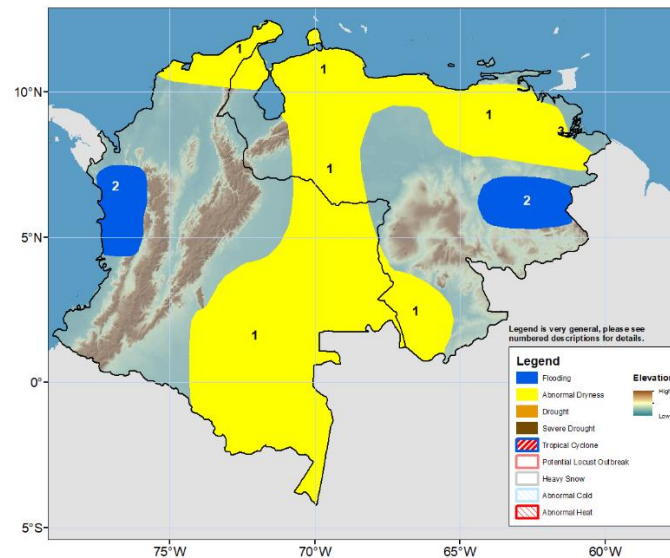 1
1
10°N
1
3
1
2
2
5°N
1
1
0°
5°S
75°W
70°W
65°W
60°W
Legend is very general, please see
numbered descriptions for details.
Legend
Flooding
Abnormal Dryness
Drought
Severe Drought
Tropical Cyclone
Potential Locust Outbreak
Heavy Snow
Abnormal Cold
Abnormal Heat
Elevation
High
Low